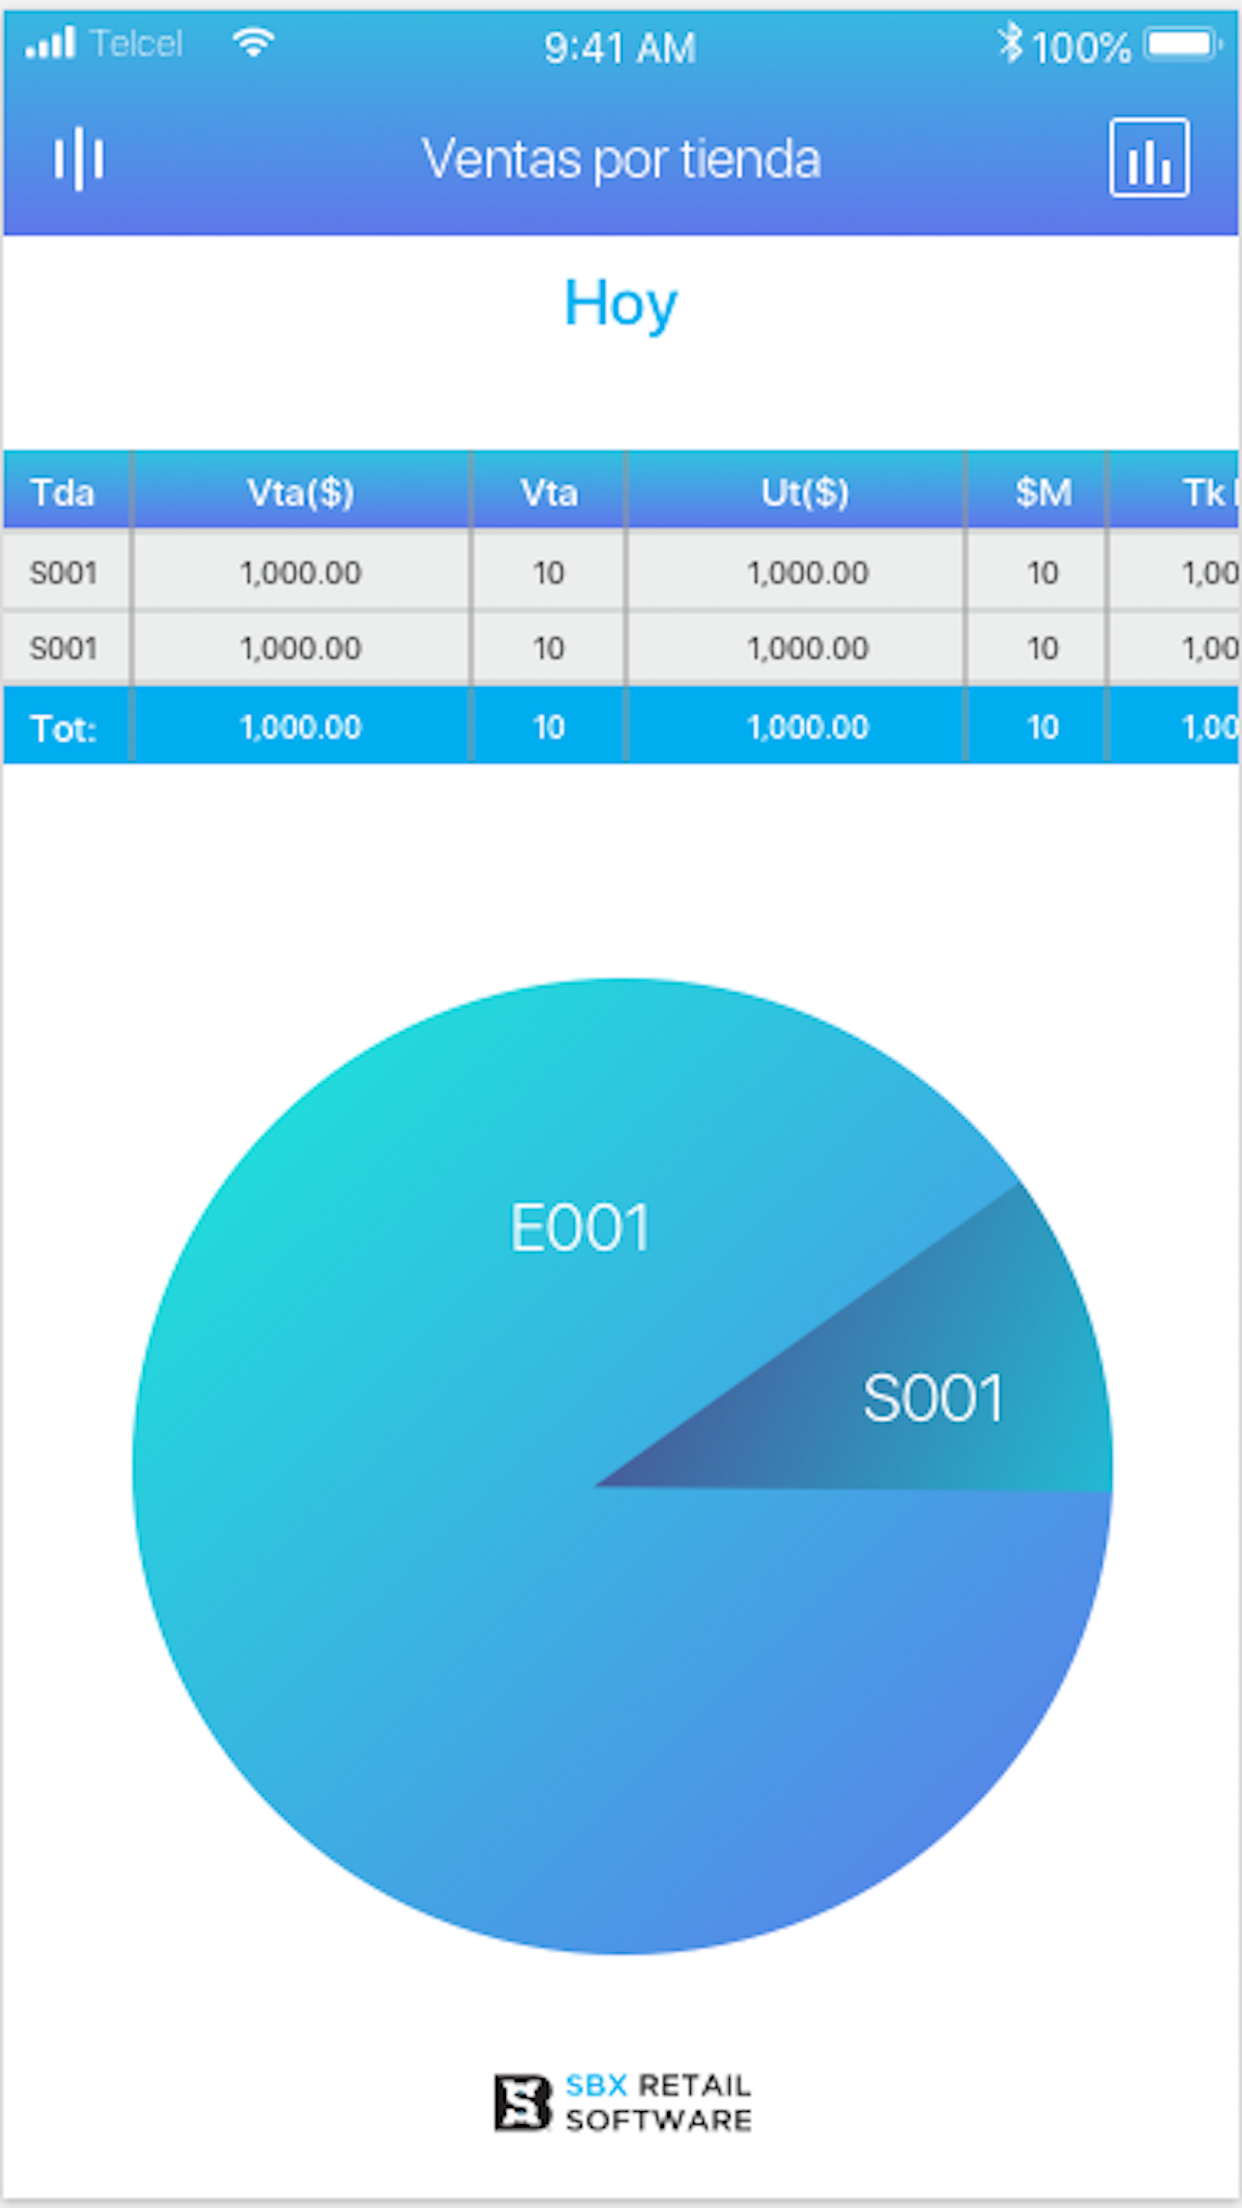 Telcel 9:41 AM 100%
Ventas por tienda
Hoy
Tda Vta($) Vta Ut($) $M Tk
S001 1,000.00 10 1,000.00 10 1,00
S001 1,000.00 10 1,000.00 10 1,00
Tot: 1,000.00 10 1,000.00 10 1,00
E001
S001
SBX RETAIL
SOFTWARE